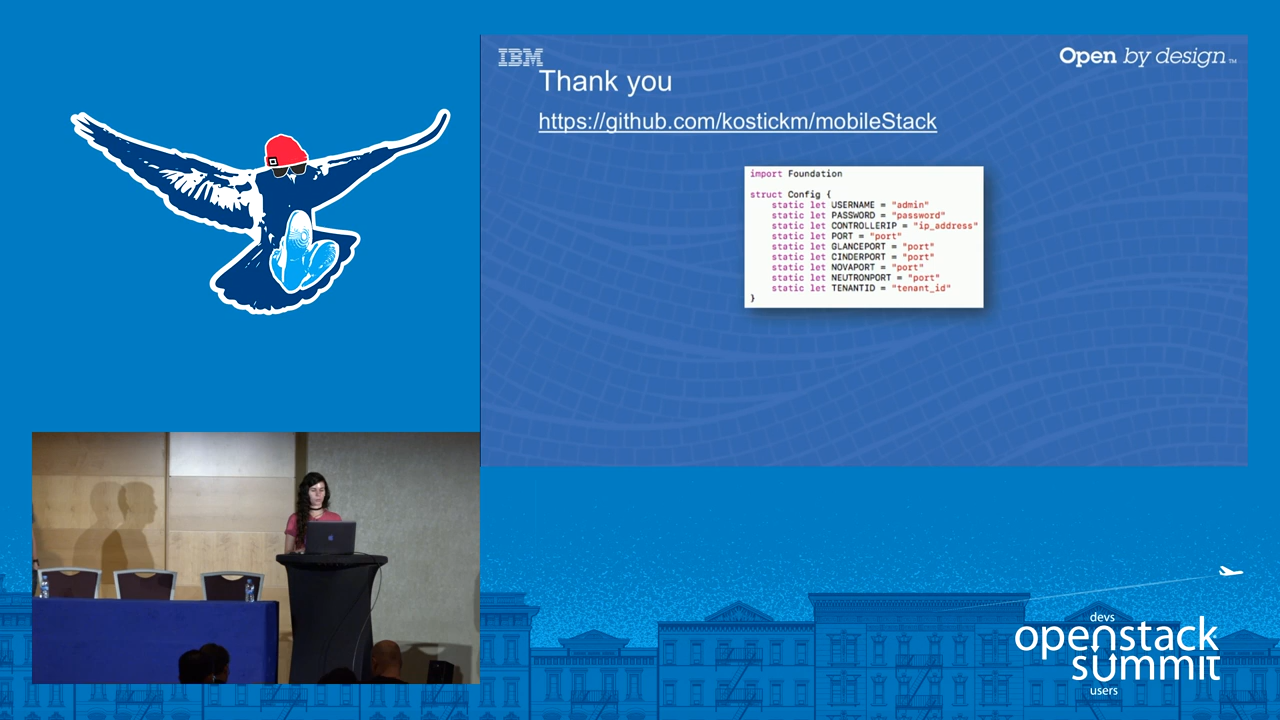 IBM
Open by design™
Thank you
https://github.com/kostickm/mobileStack
import Foundation
struct Config {
static let USERNAME = "admin"
static let PASSWORD = "password"
static let CONTROLLERIP = "ip_address"
static let PORT = "port"
static let GLANCEPORT = "port"
static let CINDERPORT = "port"
static let NOVAPORT = "port"
static let NEUTRONPORT = "port"
static let TENANTID = "tenant_id"
}
devs
openstack
summit
users